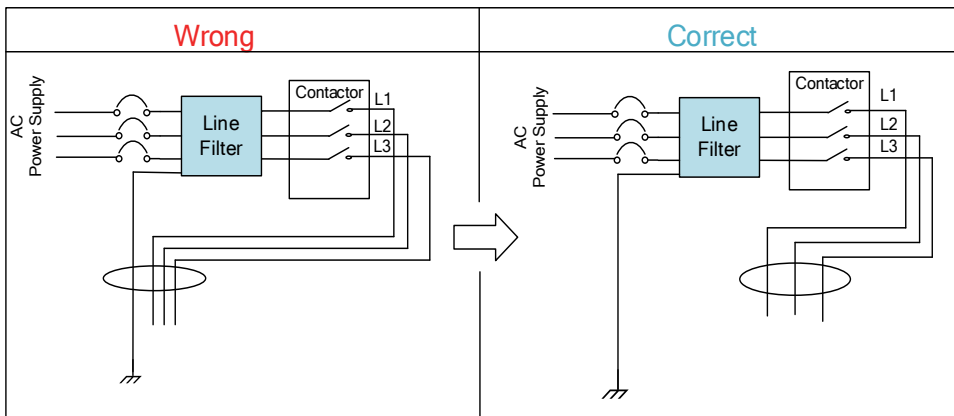 Wrong
Correct
AC
Power Supply
Line
Filter
Contactor
L1
L2
L3
AC
Power Supply
Line
Filter
Contactor
L1
L2
L3